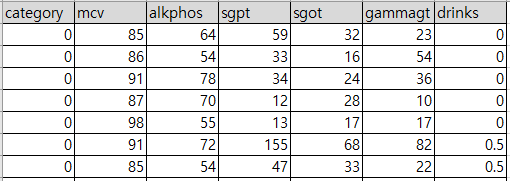 category mcv alkphos sgpt sgot gammagt drinks
0 85 64 59 32 23 0
0 86 54 33 16 54 0
0 91 78 34 24 36 0
0 87 70 12 28 10 0
0 98 55 13 17 17 0
0 91 72 155 68 82 0.5
0 85 54 47 33 22 0.5